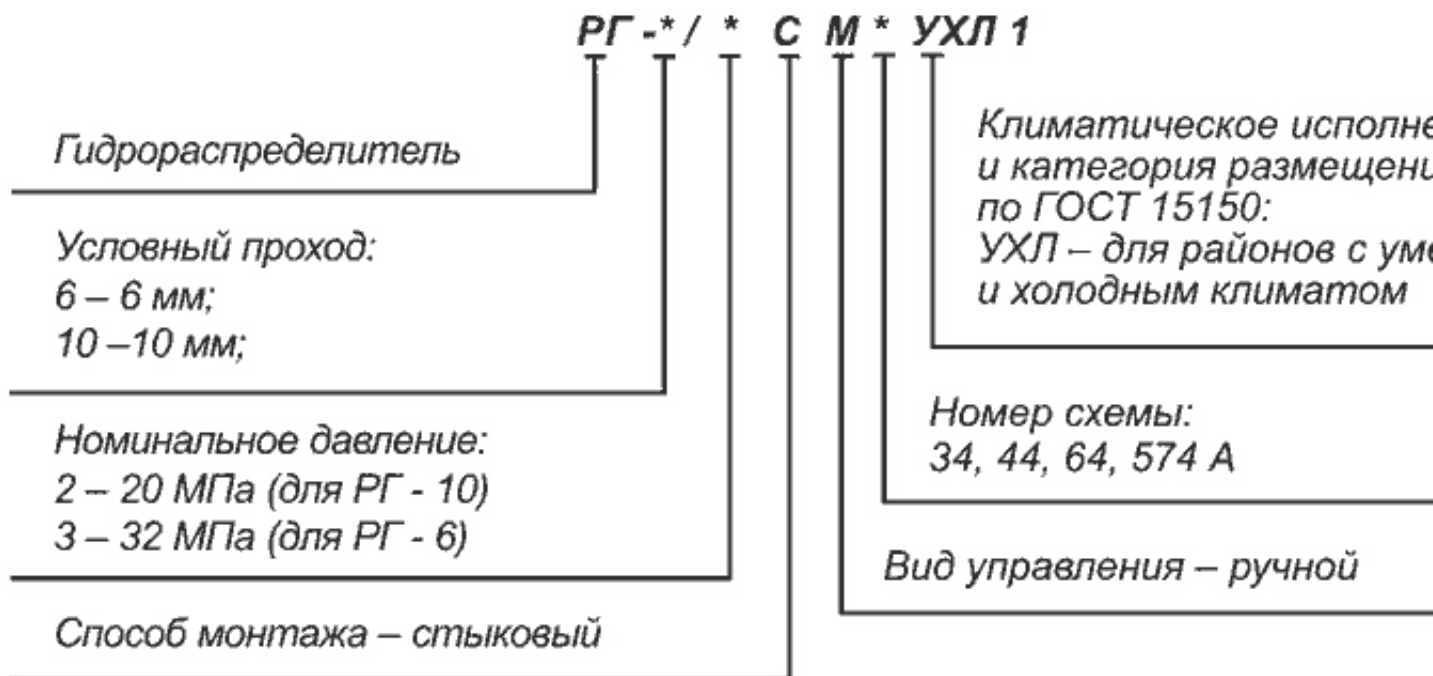 РГ -* / * С М * УХЛ 1
Гидрораспределитель
Условный проход:
6 – 6 мм;
10 –10 мм;
Номинальное давление:
2 – 20 МПа (для РГ - 10)
3 – 32 МПа (для РГ - 6)
Способ монтажа – стыковый
Климатическое
и категория
по ГОСТ 15150:
УХЛ – для районов с
и холодным климатом
Номер схемы:
34, 44, 64, 574 А
Вид управления – ручной